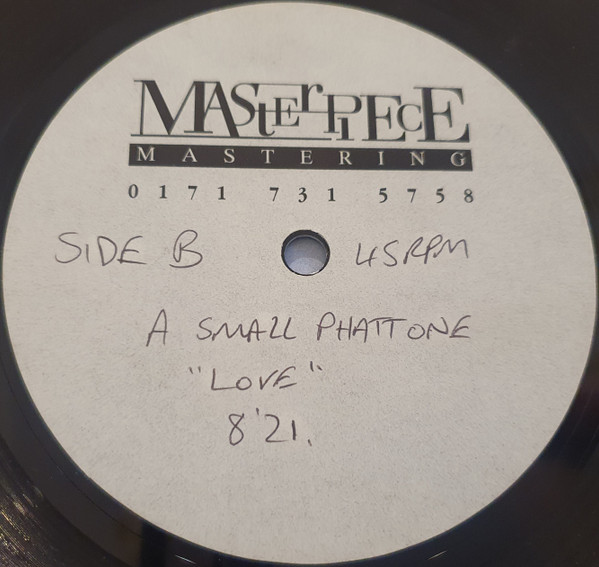 MASTERPIECE
MASTERING
0171 731 5758
SIDE B 45RPM
A SMALL PHATTONE
"LOVE"
8'21.